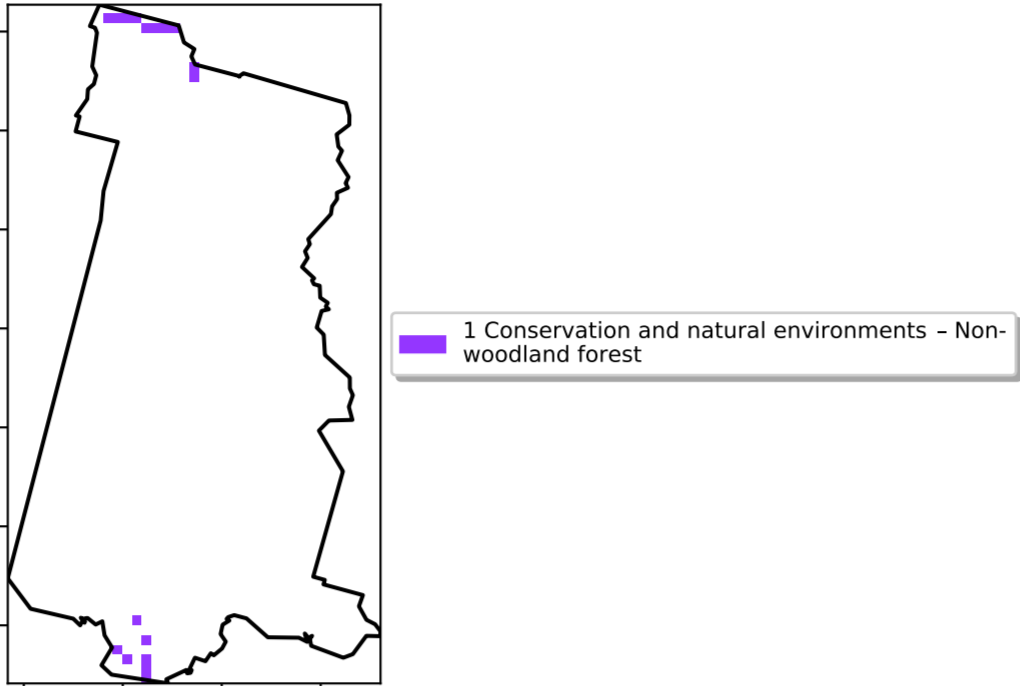 1 Conservation and natural environments – Non-
woodland forest